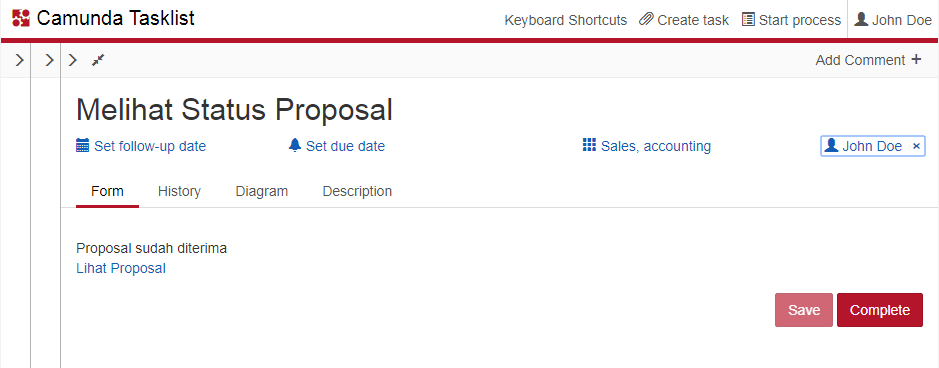 Camunda Tasklist
Keyboard Shortcuts Create task Start process John Doe
Add Comment +
Melihat Status Proposal
Set follow-up date Set due date Sales, accounting John Doe ×
Form History Diagram Description
Proposal sudah diterima
Lihat Proposal
Save Complete